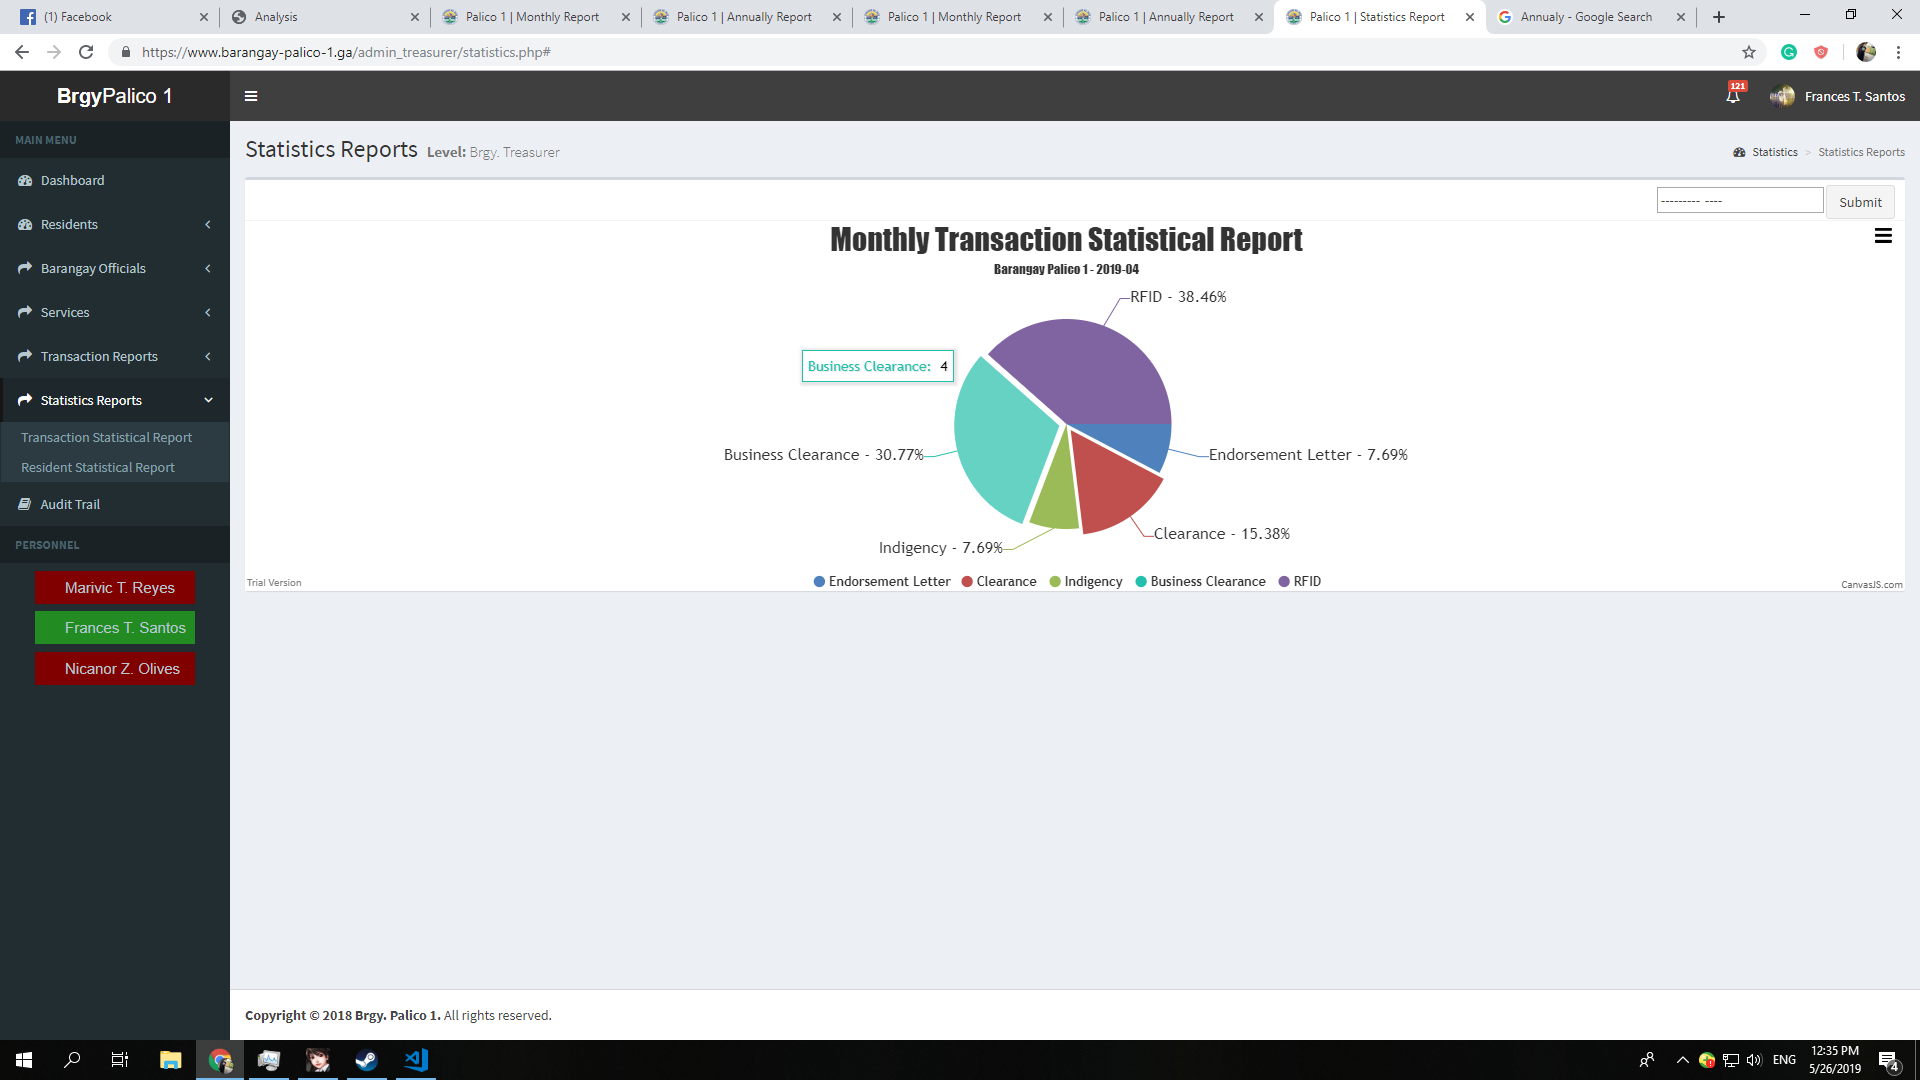 (1) Facebook
Analysis
Palico 1 | Monthly Report
Palico 1 | Annually Report
Palico 1 | Monthly Report
Palico 1 | Annually Report
Palico 1 | Statistics Report
Annualy - Google Search
https://www.barangay-palico-1.ga/admin_treasurer/statistics.php#
BrgyPalico 1
121
Frances T. Santos
MAIN MENU
Dashboard
Residents
Barangay Officials
Services
Transaction Reports
Statistics Reports
Transaction Statistical Report
Resident Statistical Report
Audit Trail
PERSONNEL
Marivic T. Reyes
Frances T. Santos
Nicanor Z. Olives
Statistics Reports Level: Brgy. Treasurer
Statistics > Statistics Reports
--------- ----
Submit
Monthly Transaction Statistical Report
Barangay Palico 1 - 2019-04
RFID - 38.46%
Business Clearance: 4
Business Clearance - 30.77%
Endorsement Letter - 7.69%
Clearance - 15.38%
Indigency - 7.69%
Endorsement Letter Clearance Indigency Business Clearance RFID
Trial Version
CanvasJS.com
Copyright © 2018 Brgy. Palico 1. All rights reserved.
ENG
12:35 PM
5/26/2019
4